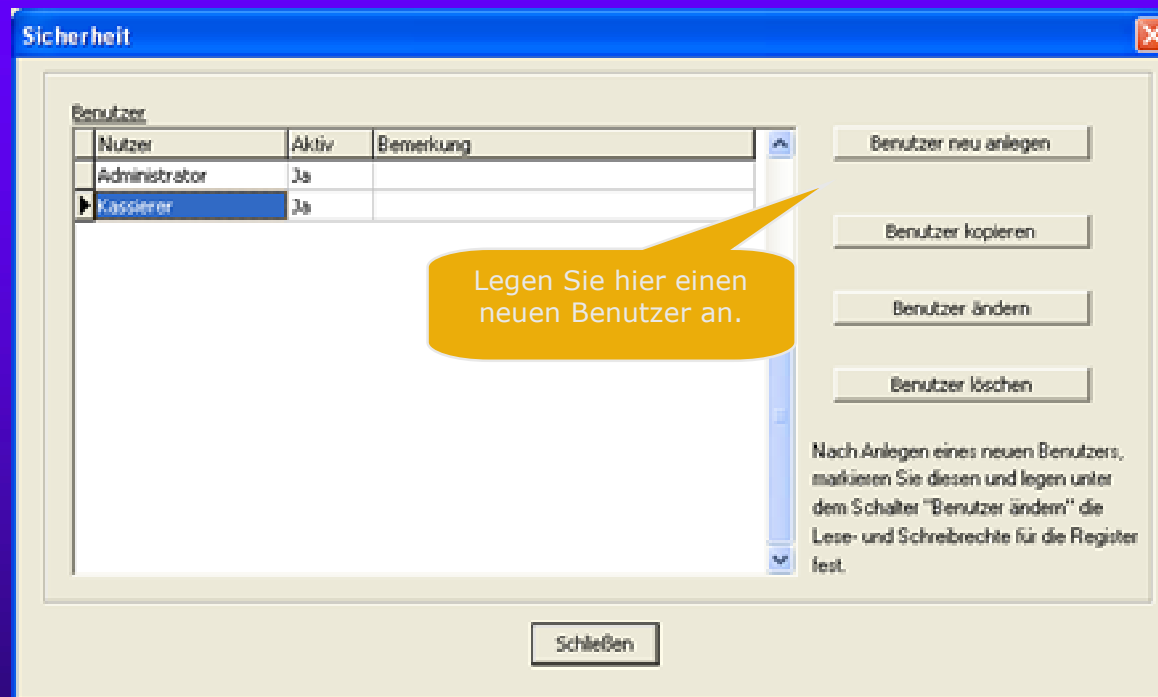 Sicherheit
Benutzer
Nutzer Aktiv Bemerkung
Administrator Ja
Kassierer Ja
Legen Sie hier einen
neuen Benutzer an.
Benutzer neu anlegen
Benutzer kopieren
Benutzer ändern
Benutzer löschen
Nach Anlegen eines neuen Benutzers,
markieren Sie diesen und legen unter
dem Schalter "Benutzer ändern" die
Lese- und Schreibrechte für die Register
fest.
Schließen